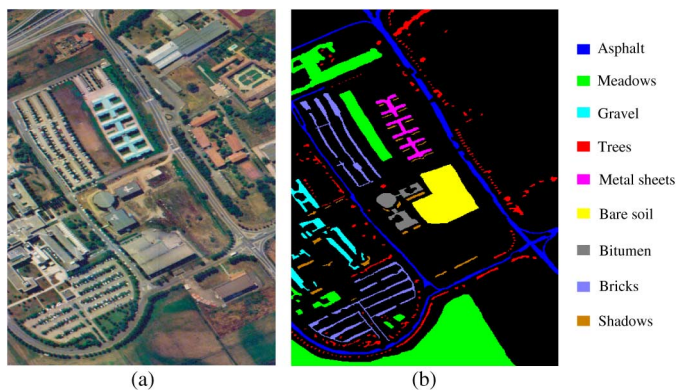 Asphalt
Meadows
Gravel
Trees
Metal sheets
Bare soil
Bitumen
Bricks
Shadows
(a)
(b)